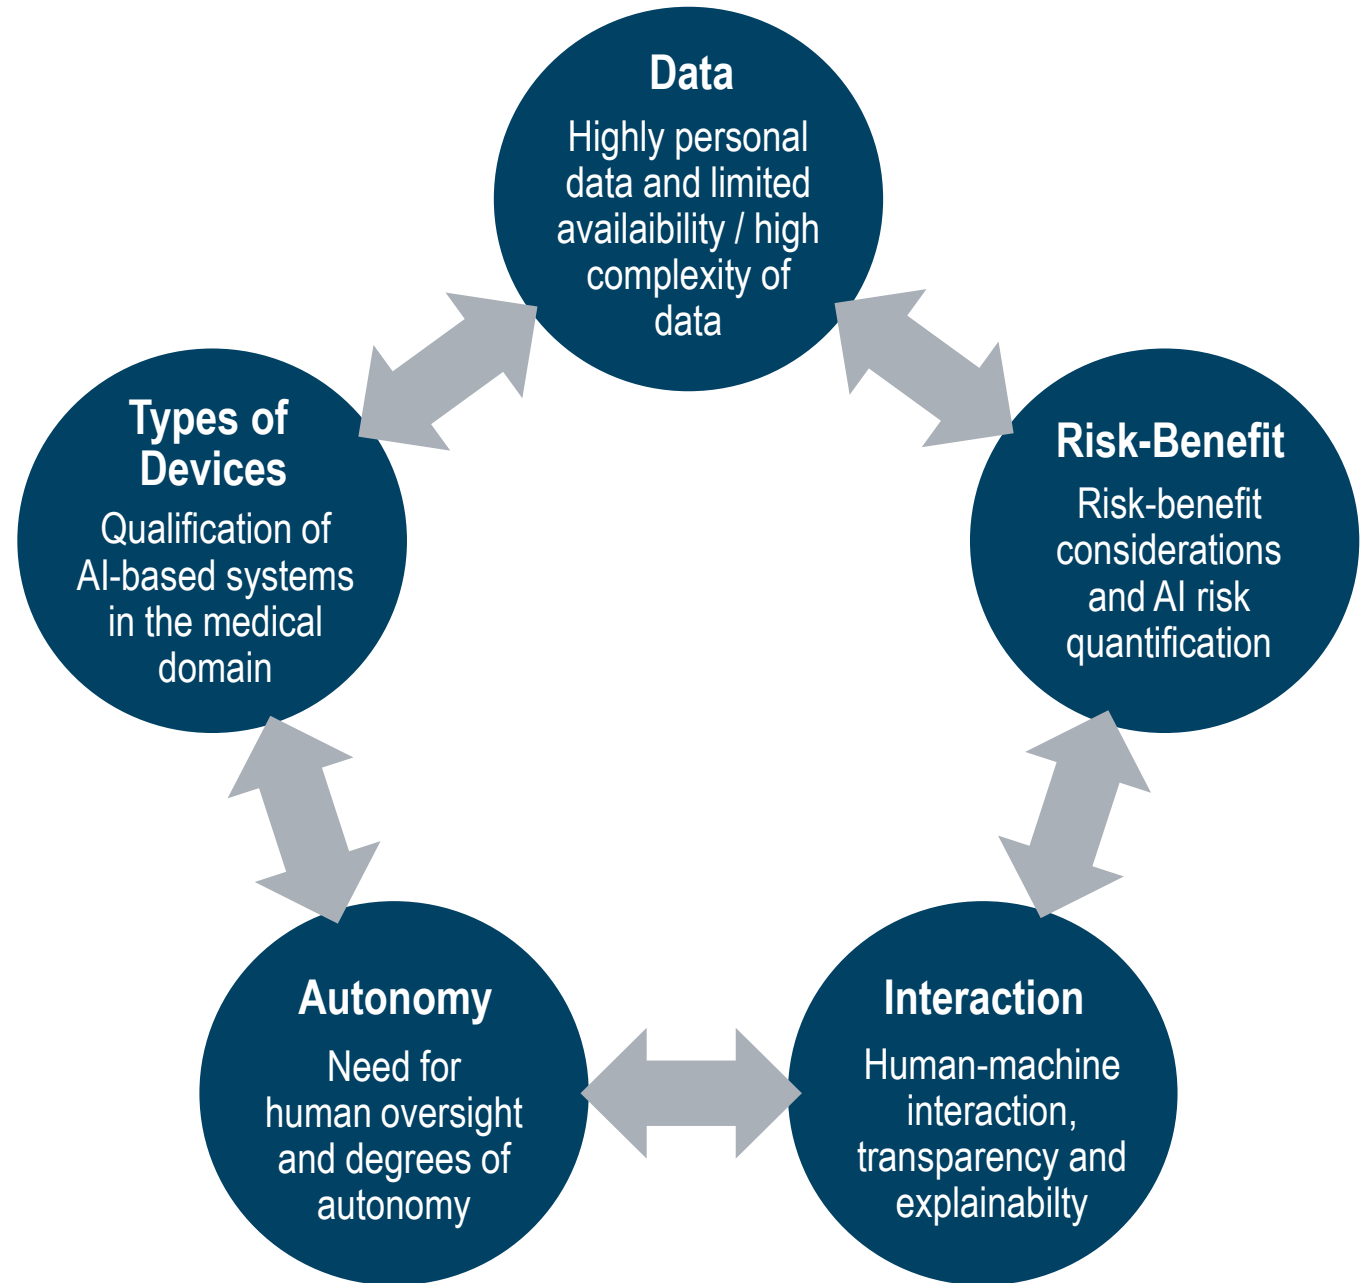 Data
Highly personal
data and limited
availaibility / high
complexity of
data
Risk-Benefit
Risk-benefit
considerations
and AI risk
quantification
Interaction
Human-machine
interaction,
transparency and
explainabilty
Autonomy
Need for
human oversight
and degrees of
autonomy
Types of
Devices
Qualification of
AI-based systems
in the medical
domain